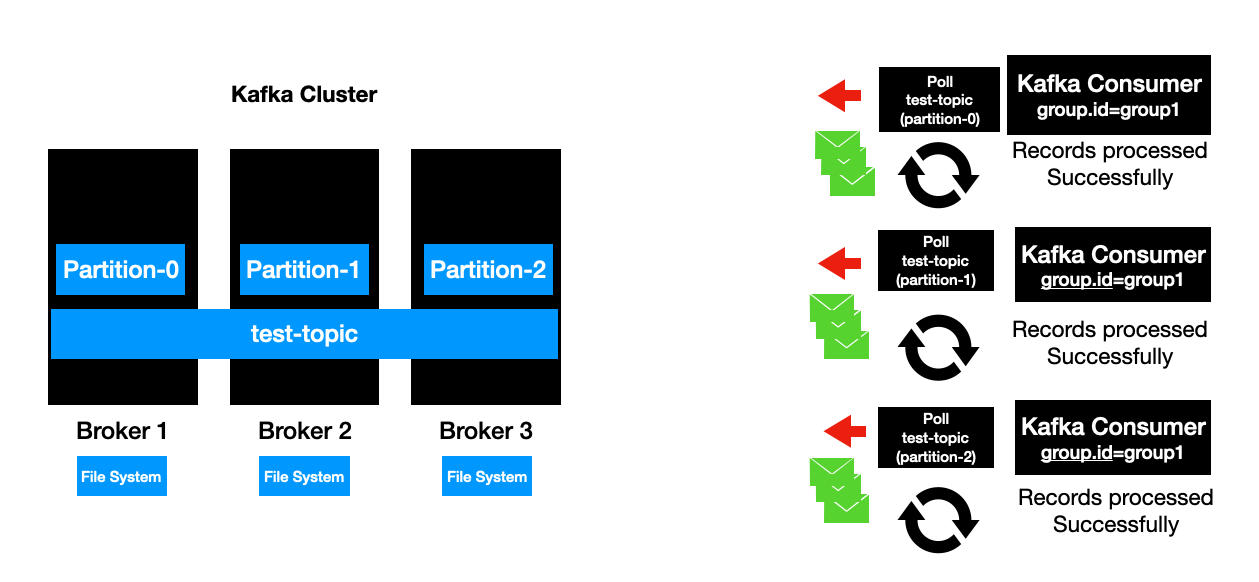 Kafka Cluster
Partition-0
Partition-1
Partition-2
test-topic
Broker 1
Broker 2
Broker 3
File System
File System
File System
Poll
test-topic
(partition-0)
Kafka Consumer
group.id=group1
Records processed
Successfully
Poll
test-topic
(partition-1)
Kafka Consumer
group.id=group1
Records processed
Successfully
Poll
test-topic
(partition-2)
Kafka Consumer
group.id=group1
Records processed
Successfully